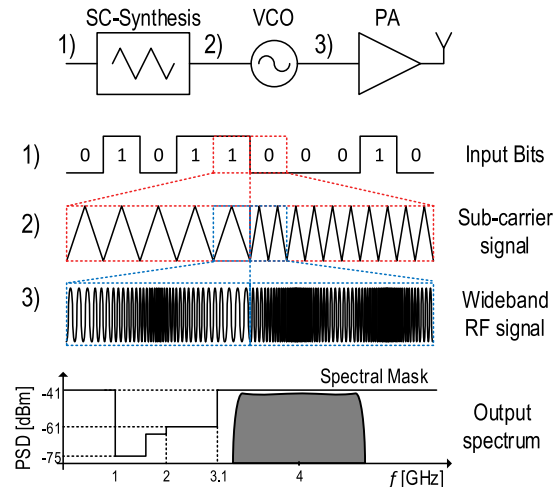 SC-Synthesis VCO PA
1) 2) 3)
1) 0 1 0 1 1 0 0 0 1 0 Input Bits
2) Sub-carrier
signal
3) Wideband
RF signal
Spectral Mask
PSD [dBm]
-41
-61
-75
Output
spectrum
1 2 3.1 4
f [GHz]